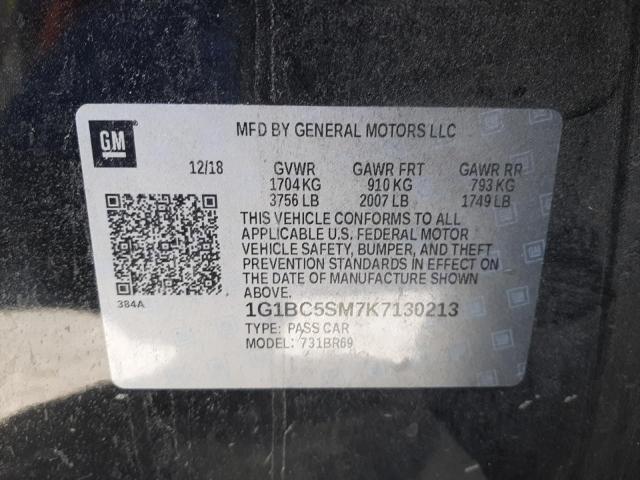 GM
MFD BY GENERAL MOTORS LLC
12/18 GVWR GAWR FRT GAWR RR
1704 KG 910 KG 793 KG
3756 LB 2007 LB 1749 LB
THIS VEHICLE CONFORMS TO ALL
APPLICABLE U.S. FEDERAL MOTOR
VEHICLE SAFETY, BUMPER, AND THEFT
PREVENTION STANDARDS IN EFFECT ON
DATE OF MANUFACTURE SHOWN
ABOVE.
384A
1G1BC5SM7K7130213
TYPE: PASS CAR
MODEL: 731BR69